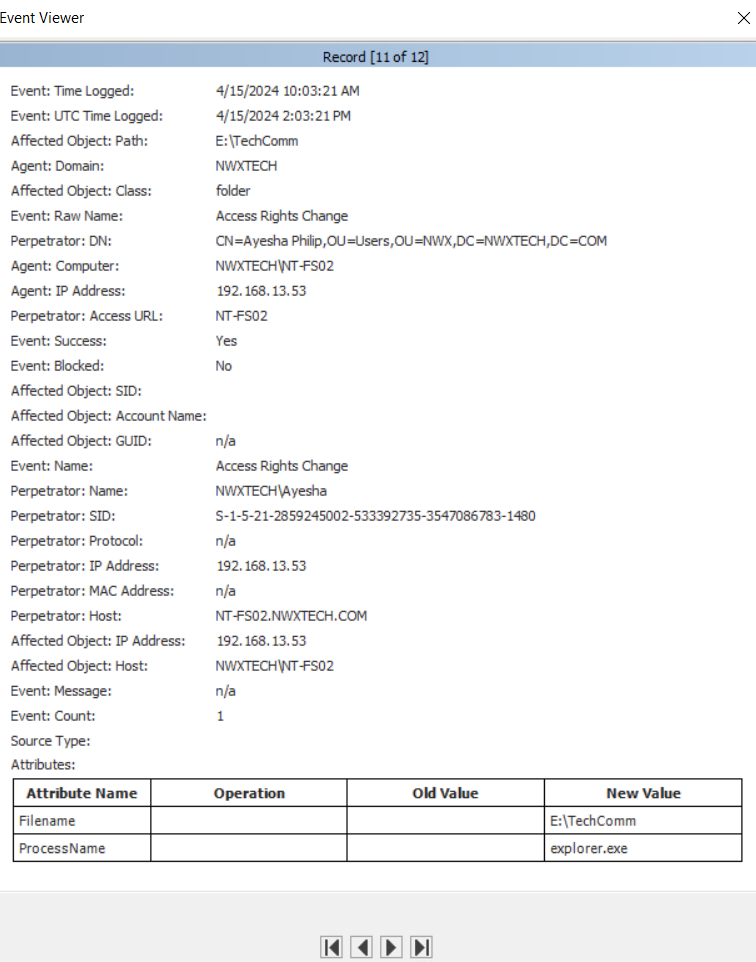 Event Viewer
Record [11 of 12]
Event: Time Logged: 4/15/2024 10:03:21 AM
Event: UTC Time Logged: 4/15/2024 2:03:21 PM
Affected Object: Path: E:\TechComm
Agent: Domain: NWXTECH
Affected Object: Class: folder
Event: Raw Name: Access Rights Change
Perpetrator: DN: CN=Ayesha Philip,OU=Users,OU=NWX,DC=NWXTECH,DC=COM
Agent: Computer: NWXTECH\NT-FS02
Agent: IP Address: 192.168.13.53
Perpetrator: Access URL: NT-FS02
Event: Success: Yes
Event: Blocked: No
Affected Object: SID:
Affected Object: Account Name:
Affected Object: GUID: n/a
Event: Name: Access Rights Change
Perpetrator: Name: NWXTECH\Ayesha
Perpetrator: SID: S-1-5-21-2859245002-533392735-3547086783-1480
Perpetrator: Protocol: n/a
Perpetrator: IP Address: 192.168.13.53
Perpetrator: MAC Address: n/a
Perpetrator: Host: NT-FS02.NWXTECH.COM
Affected Object: IP Address: 192.168.13.53
Affected Object: Host: NWXTECH\NT-FS02
Event: Message: n/a
Event: Count: 1
Source Type:
Attributes:
Attribute Name Operation Old Value New Value
Filename E:\TechComm
ProcessName explorer.exe